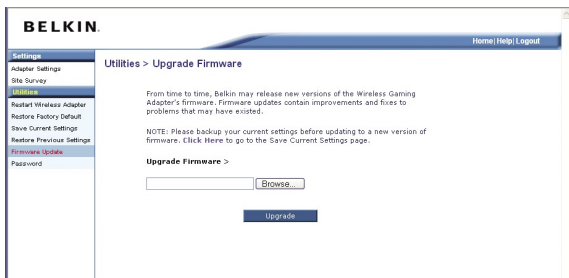 BELKIN.
Home|Help|Logout
Settings
Adapter Settings
Site Survey
Utilities
Restart Wireless Adapter
Restore Factory Default
Save Current Settings
Restore Previous Settings
Firmware Update
Password
Utilities > Upgrade Firmware
From time to time, Belkin may release new versions of the Wireless Gaming
Adapter's firmware. Firmware updates contain improvements and fixes to
problems that may have existed.
NOTE: Please backup your current settings before updating to a new version of
firmware. Click Here to go to the Save Current Settings page.
Upgrade Firmware >
Browse...
Upgrade